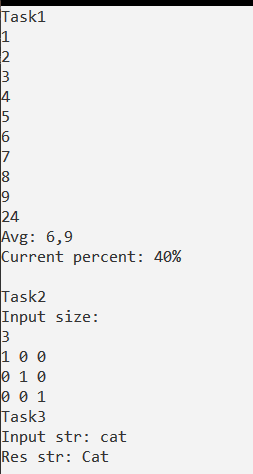 Task1
1
2
3
4
5
6
7
8
9
24
Avg: 6,9
Current percent: 40%
Task2
Input size:
3
1 0 0
0 1 0
0 0 1
Task3
Input str: cat
Res str: Cat